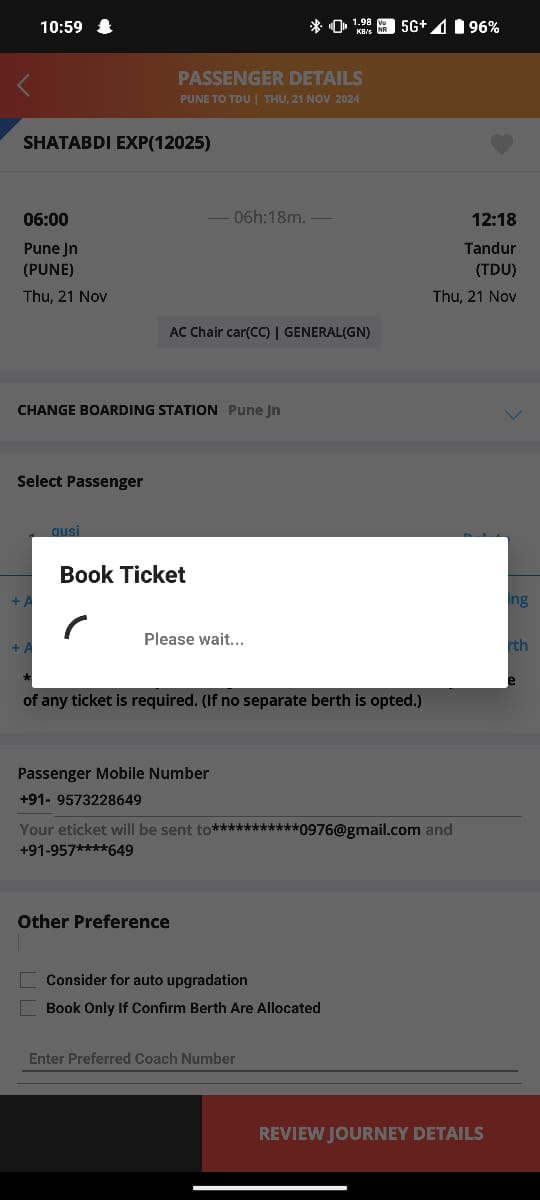 10:59 1.98 KB/s Vo NR 5G+ 96%
PASSENGER DETAILS
PUNE TO TDU | THU, 21 NOV 2024
SHATABDI EXP(12025)
06:00 06h:18m. 12:18
Pune Jn Tandur
(PUNE) (TDU)
Thu, 21 Nov Thu, 21 Nov
AC Chair car(CC) | GENERAL(GN)
CHANGE BOARDING STATION Pune Jn
Select Passenger
gusi
Book Ticket
Please wait...
of any ticket is required. (If no separate berth is opted.)
Passenger Mobile Number
+91- 9573228649
Your eticket will be sent to***********0976@gmail.com and
+91-957****649
Other Preference
Consider for auto upgradation
Book Only If Confirm Berth Are Allocated
Enter Preferred Coach Number
REVIEW JOURNEY DETAILS